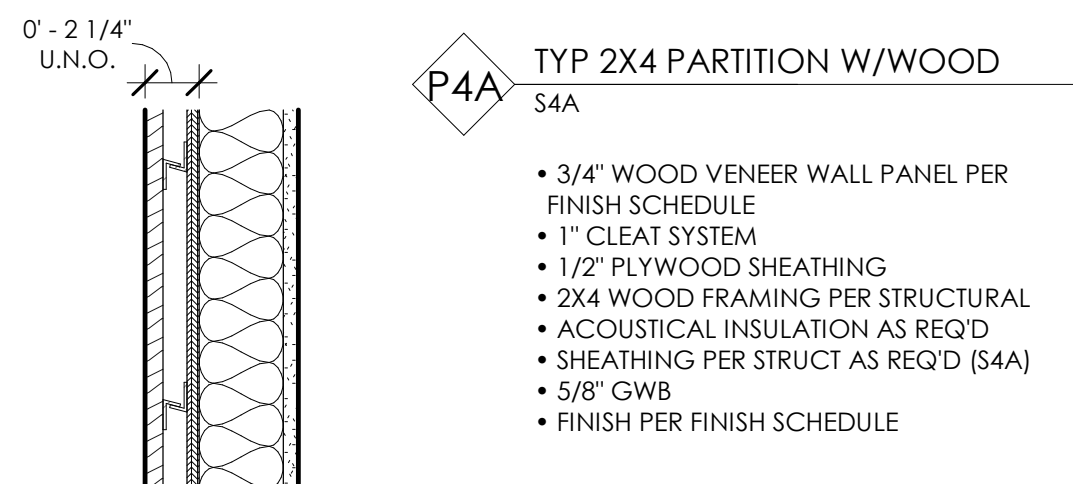 0' - 2 1/4"
U.N.O.
P4A
TYP 2X4 PARTITION W/WOOD
S4A
• 3/4" WOOD VENEER WALL PANEL PER
FINISH SCHEDULE
• 1" CLEAT SYSTEM
• 1/2" PLYWOOD SHEATHING
• 2X4 WOOD FRAMING PER STRUCTURAL
• ACOUSTICAL INSULATION AS REQ'D
• SHEATHING PER STRUCT AS REQ'D (S4A)
• 5/8" GWB
• FINISH PER FINISH SCHEDULE